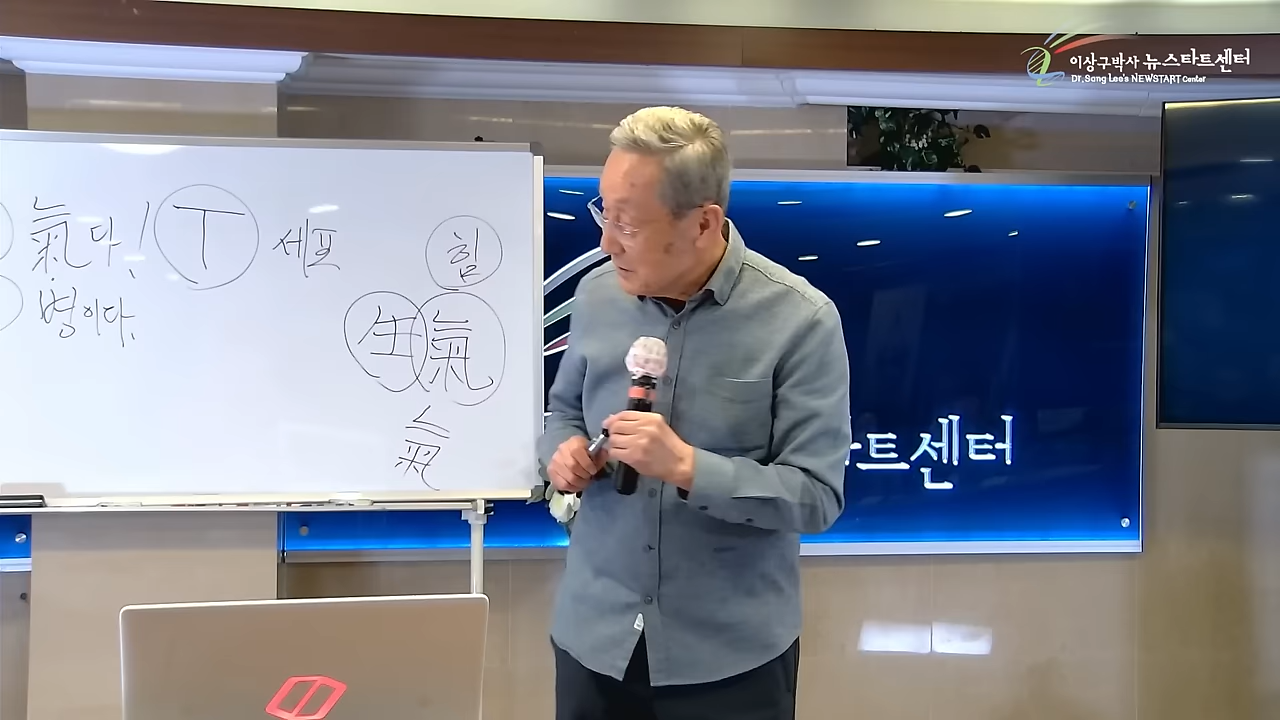 이상구박사 뉴스타트센터
Dr. Sang Lee's NEWSTART Center
氣다! T 세포
병이다.
힘
生氣
氣
타트센터